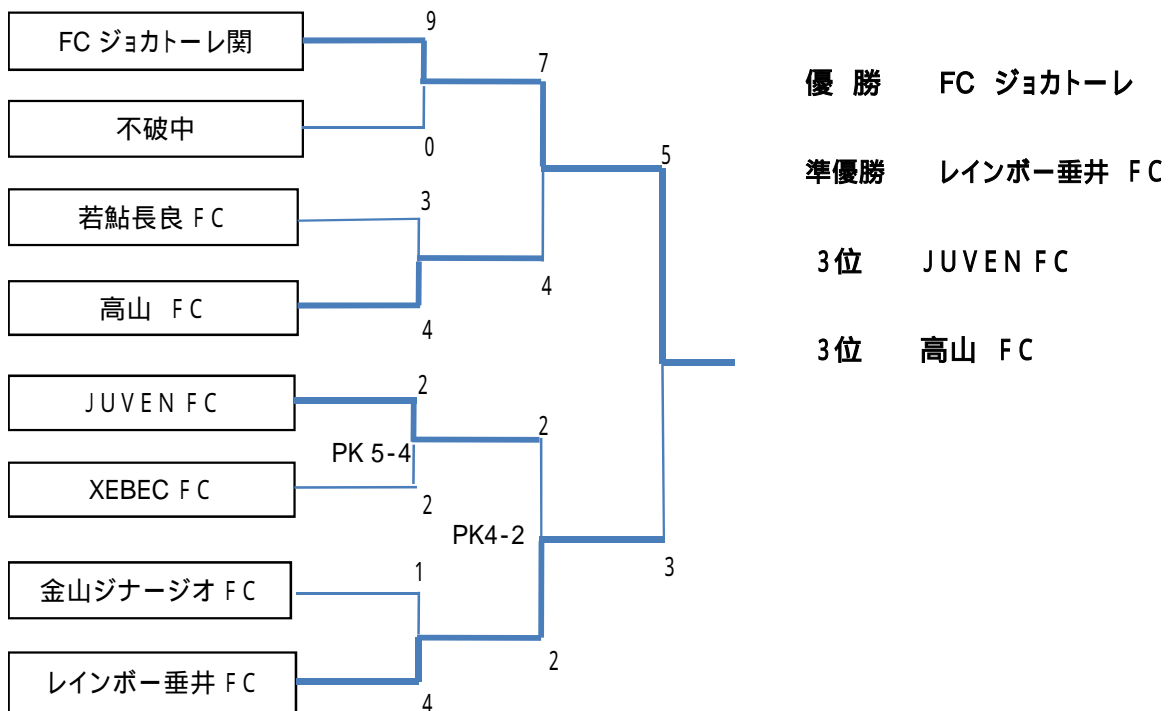 9
FC ジョカトーレ関
7
優 勝 FC ジョカトーレ
不破中
0
5
準優勝 レインボー垂井 FC
3
若鮎長良 FC
3位 JUVEN FC
4
高山 FC
4
3位 高山 FC
2
JUVEN FC
2
PK 5-4
XEBEC FC
2
PK4-2
1
3
金山ジナージオ FC
2
レインボー垂井 FC
4